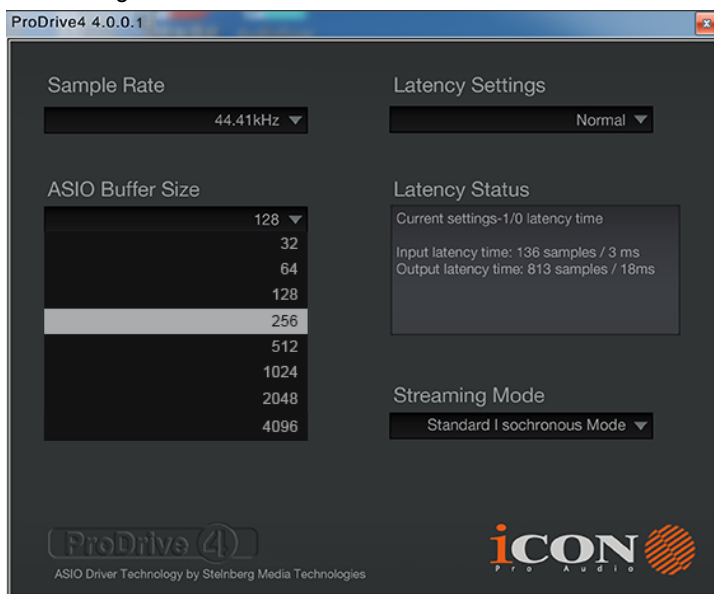 ProDrive4 4.0.0.1
Sample Rate
44.41kHz
Latency Settings
Normal
ASIO Buffer Size
128
32
64
128
256
512
1024
2048
4096
Latency Status
Current settings-1/0 latency time
Input latency time: 136 samples / 3 ms
Output latency time: 813 samples / 18ms
Streaming Mode
Standard I sochronous Mode
ProDrive 4
ASIO Driver Technology by Steinberg Media Technologies
iCON
Pro Audio